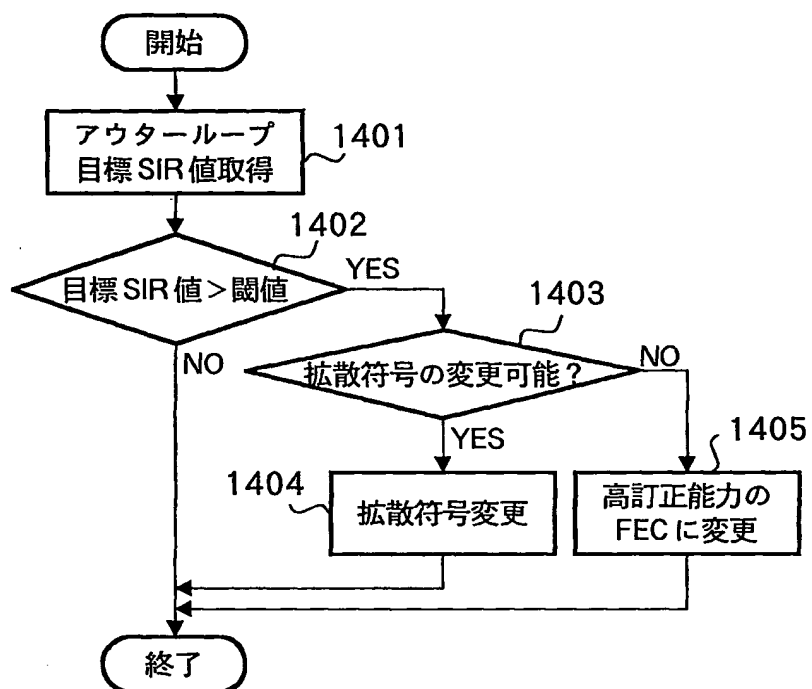 開始
アウターループ
目標SIR値取得
1401
1402
目標SIR値>閾値
YES
NO
1403
拡散符号の変更可能?
NO
YES
1404
拡散符号変更
1405
高訂正能力の
FECに変更
終了